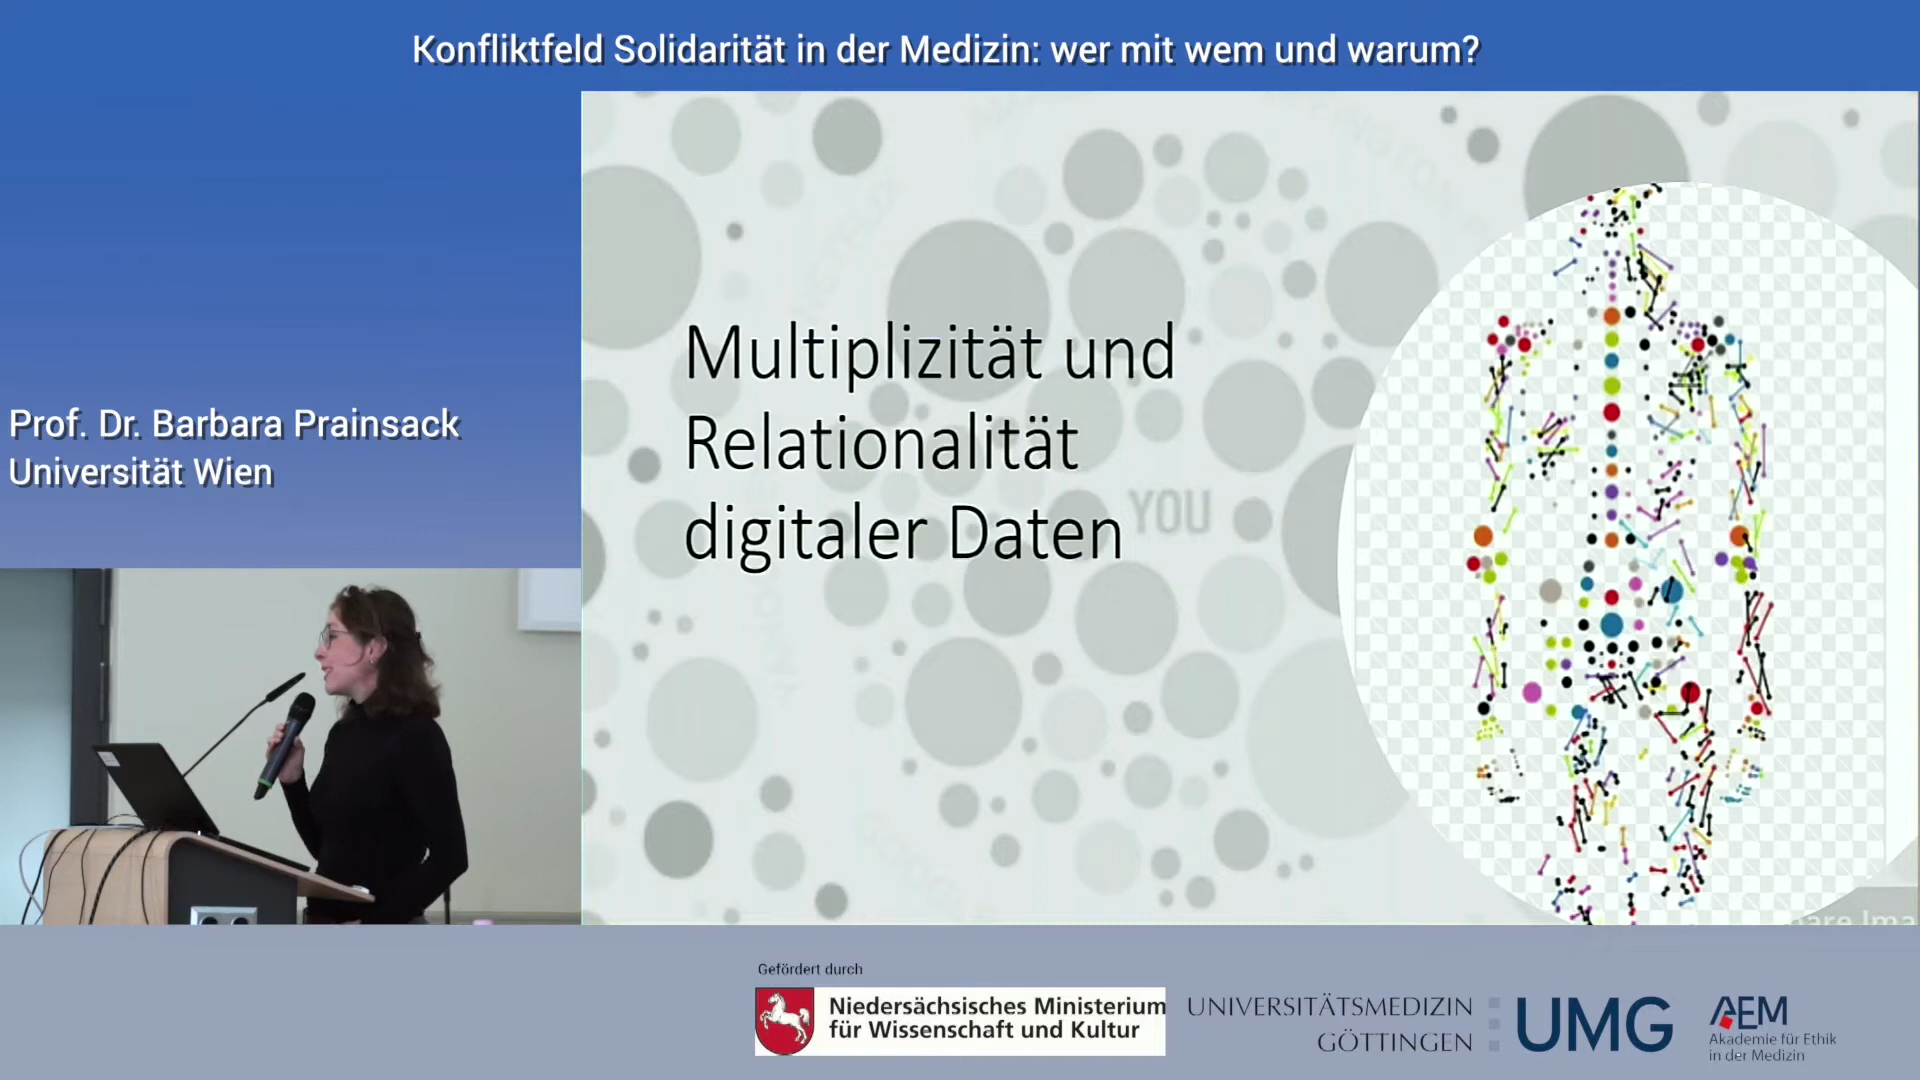 Konfliktfeld Solidarität in der Medizin: wer mit wem und warum?
Prof. Dr. Barbara Prainsack
Universität Wien
Multiplizität und
Relationalität
digitaler Daten
YOU
Gefördert durch
Niedersächsisches Ministerium
für Wissenschaft und Kultur
UNIVERSITÄTSMEDIZIN
GÖTTINGEN
UMG
AEM
Akademie für Ethik
in der Medizin